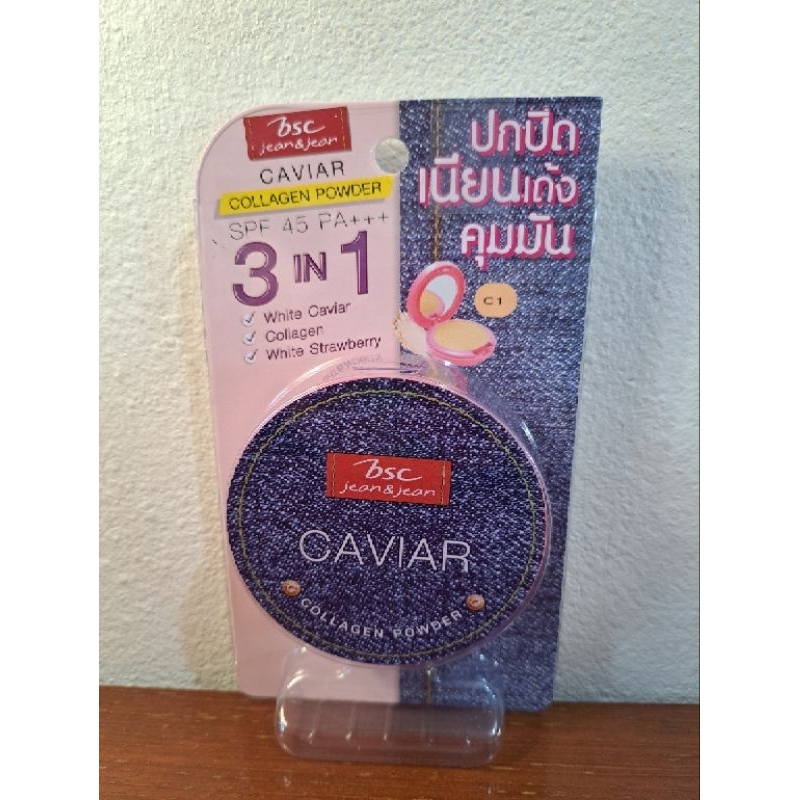 bsc
jean & jean
CAVIAR
COLLAGEN POWDER
SPF 45 PA+++
3 IN 1
White Caviar
Collagen
White Strawberry
ปกปิด
เนียนเด้ง
คุมมัน
C1
bsc
jean & jean
CAVIAR
COLLAGEN POWDER